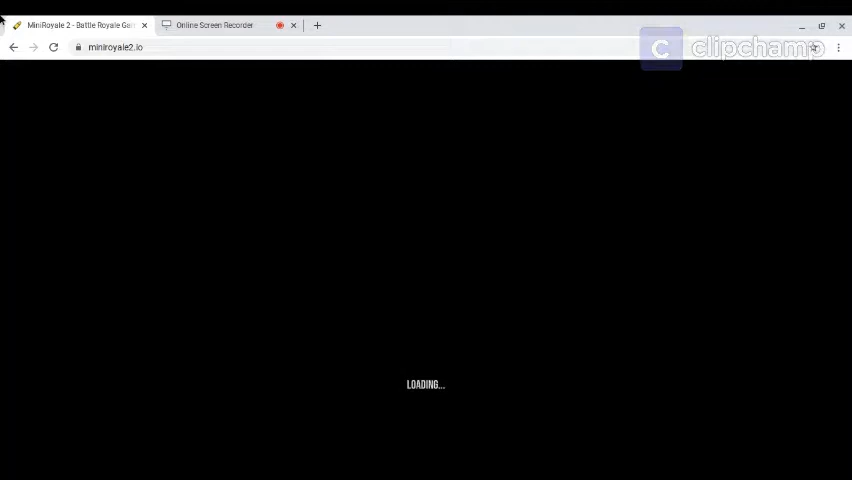 MiniRoyale 2 - Battle Royale Gam
Online Screen Recorder
miniroyale2.io
C clipchamp
LOADING...